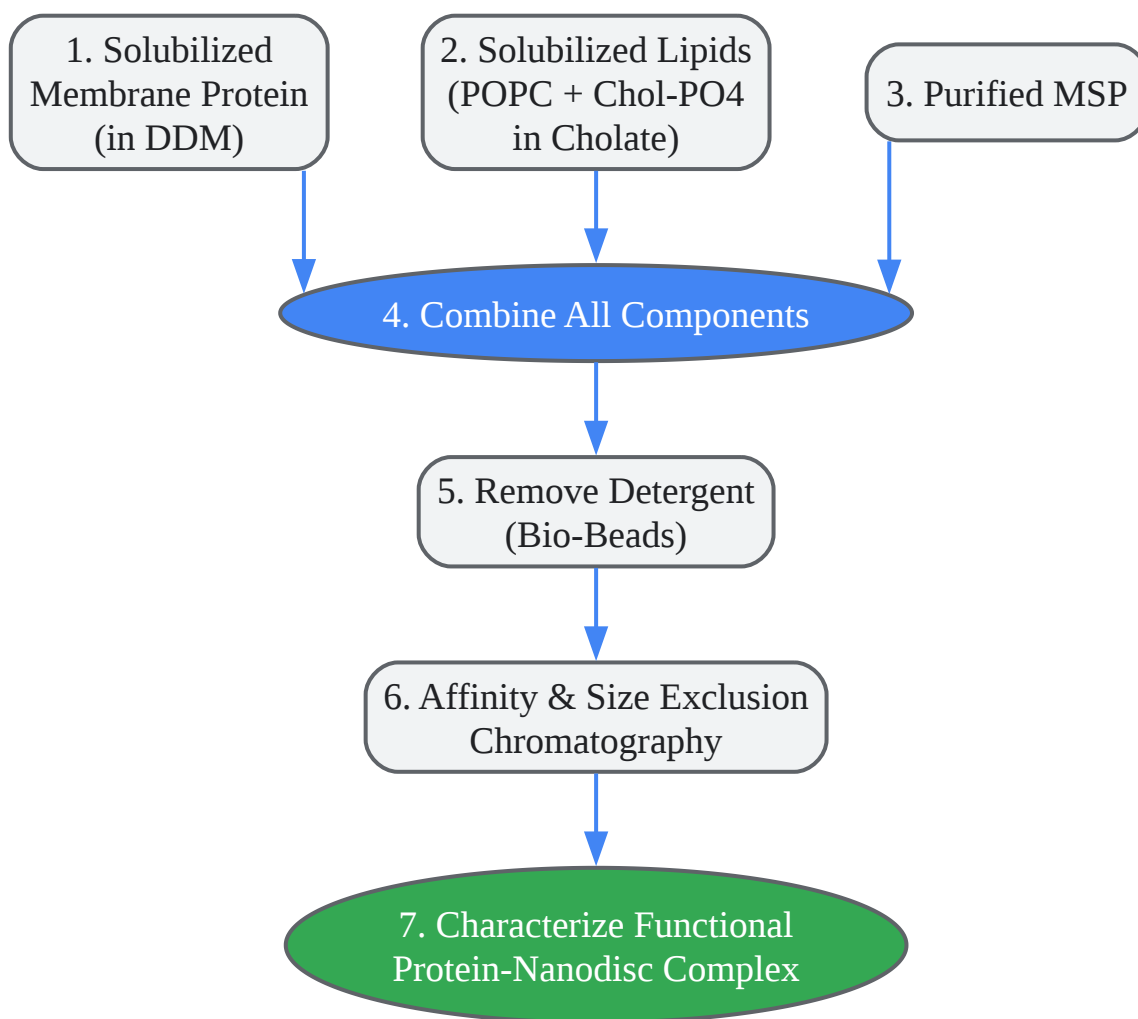 1. Solubilized
Membrane Protein
(in DDM)
2. Solubilized Lipids
(POPC + Chol-PO4
in Cholate)
3. Purified MSP
4. Combine All Components
5. Remove Detergent
(Bio-Beads)
6. Affinity & Size Exclusion
Chromatography
7. Characterize Functional
Protein-Nanodisc Complex